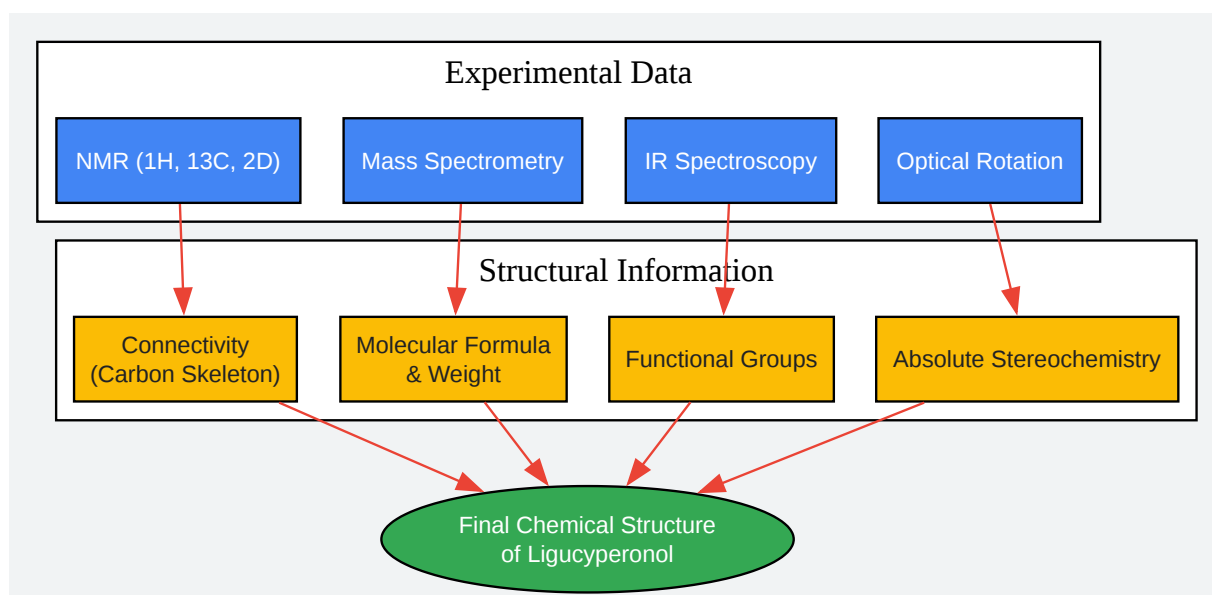 Experimental Data
NMR (1H, 13C, 2D)
Mass Spectrometry
IR Spectroscopy
Optical Rotation
Structural Information
Connectivity
(Carbon Skeleton)
Molecular Formula
& Weight
Functional Groups
Absolute Stereochemistry
Final Chemical Structure
of Ligucyperonol